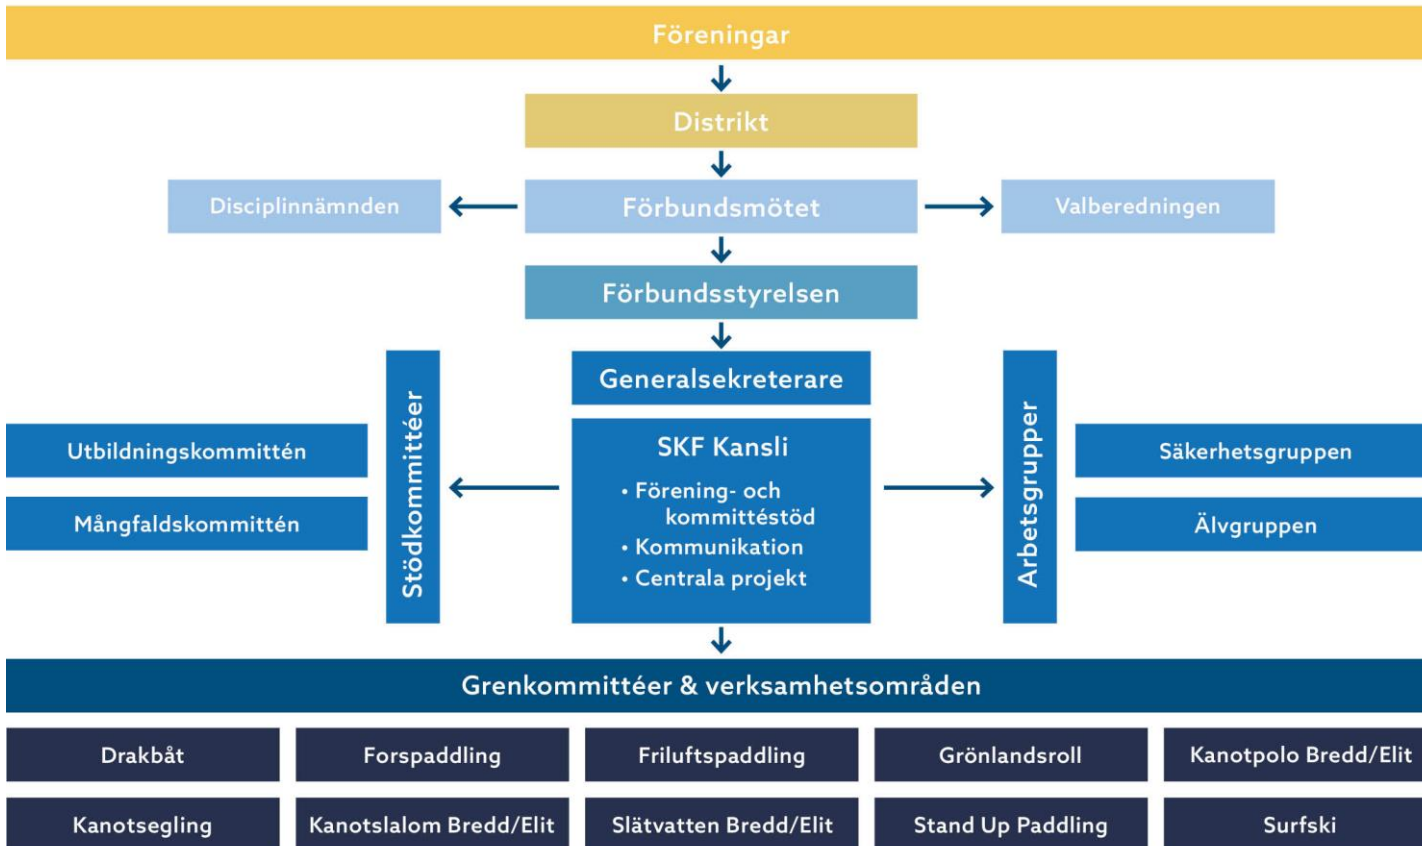 Föreningar
Distrikt
Disciplinnämnden
Förbundsmötet
Valberedningen
Förbundsstyrelsen
Generalsekreterare
Stödkommittéer
Utbildningskommittén
Mångfaldskommittén
SKF Kansli
• Förening- och
kommittéstöd
• Kommunikation
• Centrala projekt
Arbetsgrupper
Säkerhetsgruppen
Älvgruppen
Grenkommittéer & verksamhetsområden
Drakbåt
Forspaddling
Friluftspaddling
Grönlandsroll
Kanotpolo Bredd/Elit
Kanotsegling
Kanotslalom Bredd/Elit
Slätvatten Bredd/Elit
Stand Up Paddling
Surfski